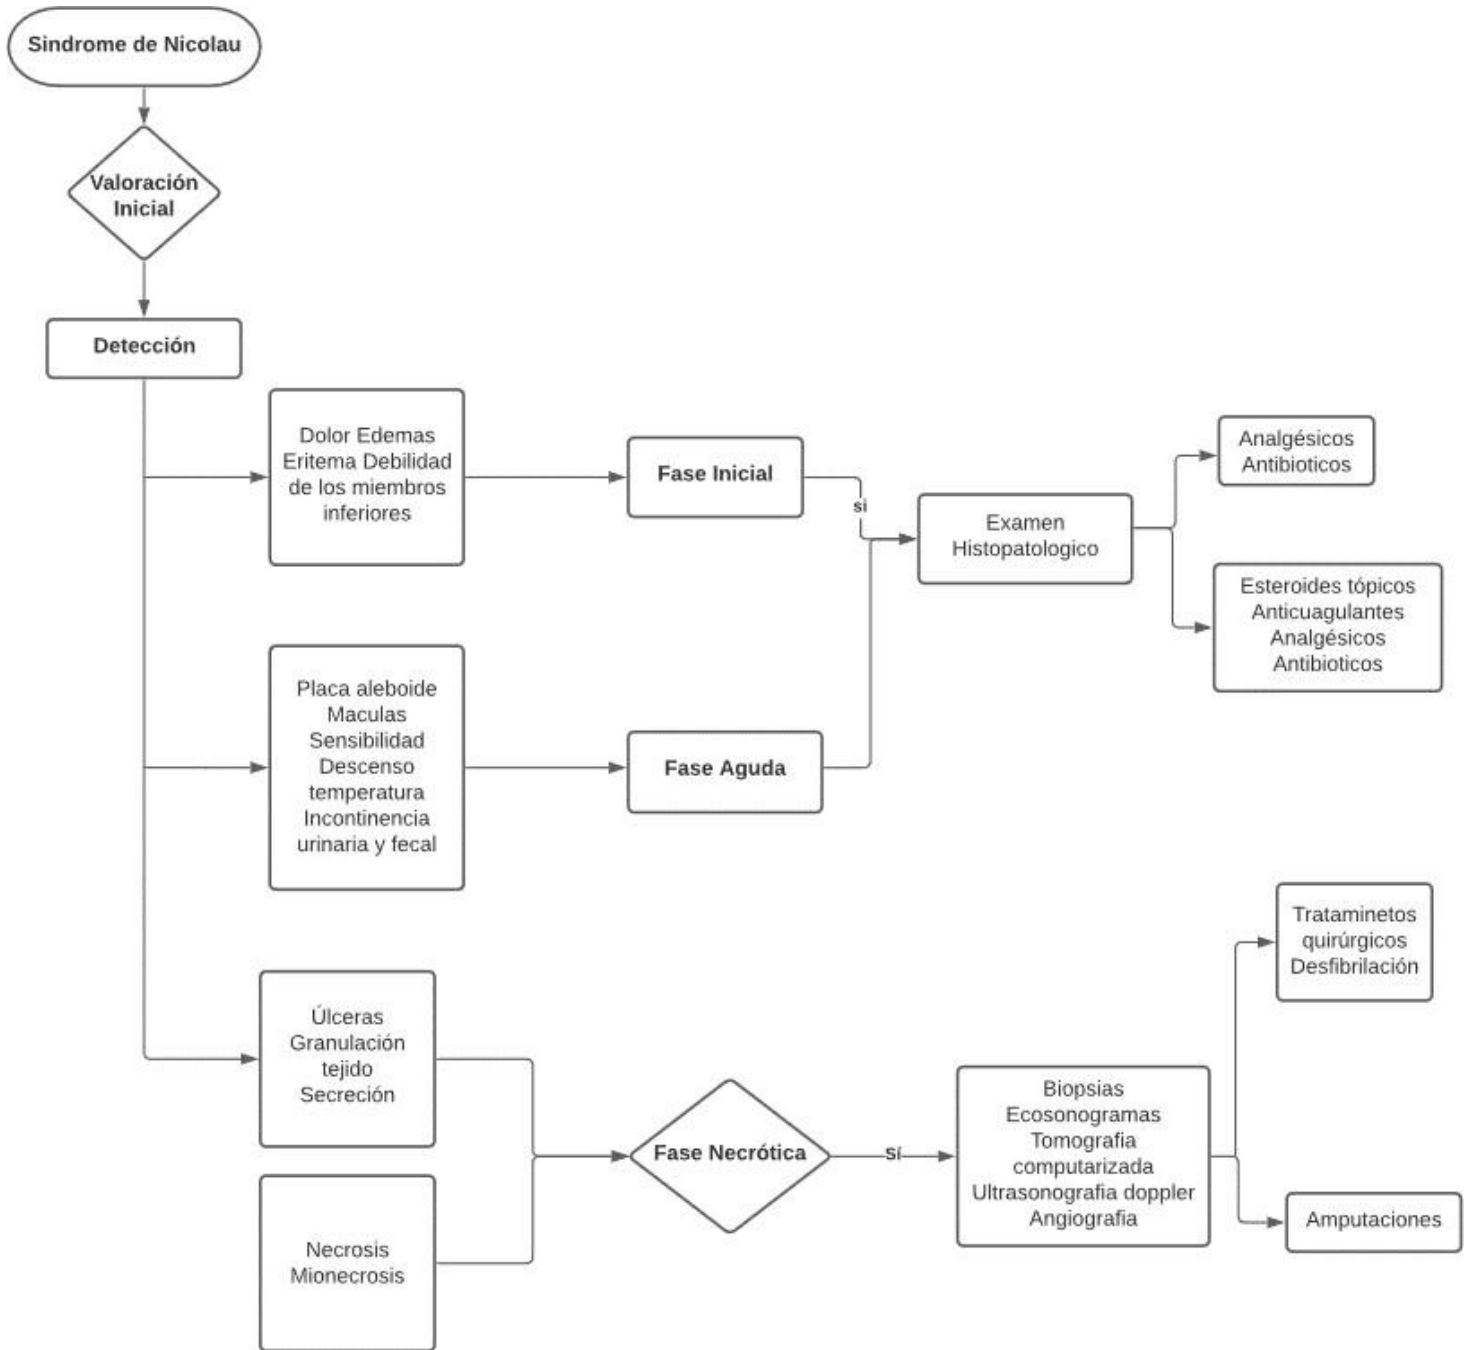 Sindrome de Nicolau
Valoración
Inicial
Detección
Dolor Edemas
Eritema Debilidad
de los miembros
inferiores
Fase Inicial
si
Examen
Histopatologico
Analgésicos
Antibioticos
Esteroides tópicos
Anticuagulantes
Analgésicos
Antibioticos
Placa aleboide
Maculas
Sensibilidad
Descenso
temperatura
Incontinencia
urinaria y fecal
Fase Aguda
Úlceras
Granulación
tejido
Secreción
Necrosis
Mionecrosis
Fase Necrótica
Sí
Biopsias
Ecosonogramas
Tomografia
computarizada
Ultrasonografia doppler
Angiografia
Trataminetos
quirúrgicos
Desfibrilación
Amputaciones